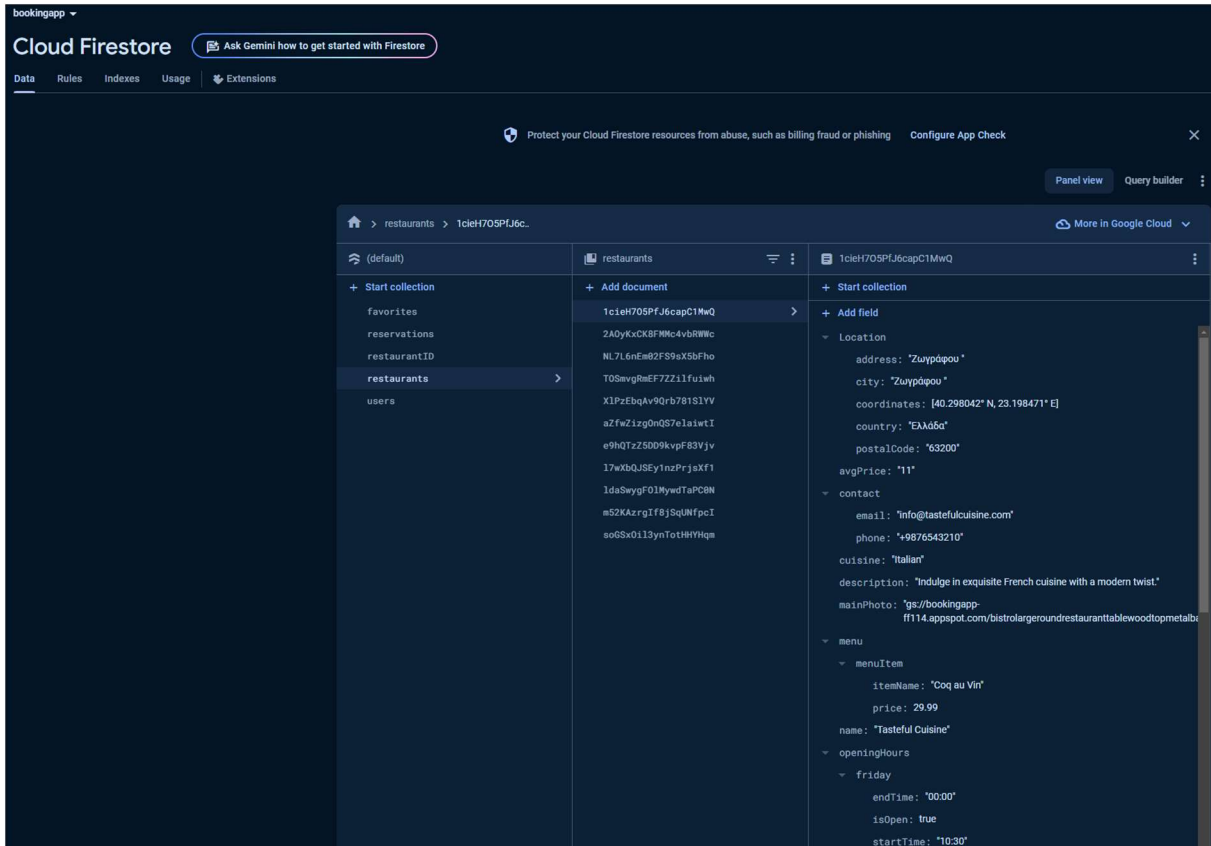 bookingapp
Cloud Firestore
Ask Gemini how to get started with Firestore
Data Rules Indexes Usage Extensions
Protect your Cloud Firestore resources from abuse, such as billing fraud or phishing Configure App Check
Panel view Query builder
restaurants > 1cieH7O5PfJ6c..
More in Google Cloud
(default)
restaurants
1cieH7O5PfJ6capC1MwQ
+ Start collection
+ Add document
+ Start collection
favorites
reservations
restaurantID
restaurants
users
1cieH7O5PfJ6capC1MwQ
2AOyKxCK8FMMc4vbRWWc
NL7L6nEm02FS9sX5bFho
TOSmvgRmEF7ZZilfuiwh
XlPzEbqAv9Qrb781SlYV
aZfwZizgOnQS7elaiwtI
e9hQTzZ5DD9kvpF83Vjv
l7wXbQJSEy1nzPrjsXf1
ldaSwygFOlMywdTaPC0N
m52KAzrgIf8jSqUNfpcI
soGSxOil3ynTotHHYHqm
+ Add field
Location
address: "Ζωγράφου "
city: "Ζωγράφου "
coordinates: [40.298042° N, 23.198471° E]
country: "Ελλάδα"
postalCode: "63200"
avgPrice: "11"
contact
email: "info@tastefulcuisine.com"
phone: "+9876543210"
cuisine: "Italian"
description: "Indulge in exquisite French cuisine with a modern twist."
mainPhoto: "gs://bookingapp-
ff114.appspot.com/bistrolargeroundrestauranttablewoodtopmetalba
menu
menuItem
itemName: "Coq au Vin"
price: 29.99
name: "Tasteful Cuisine"
openingHours
friday
endTime: "00:00"
isOpen: true
startTime: "10:30"